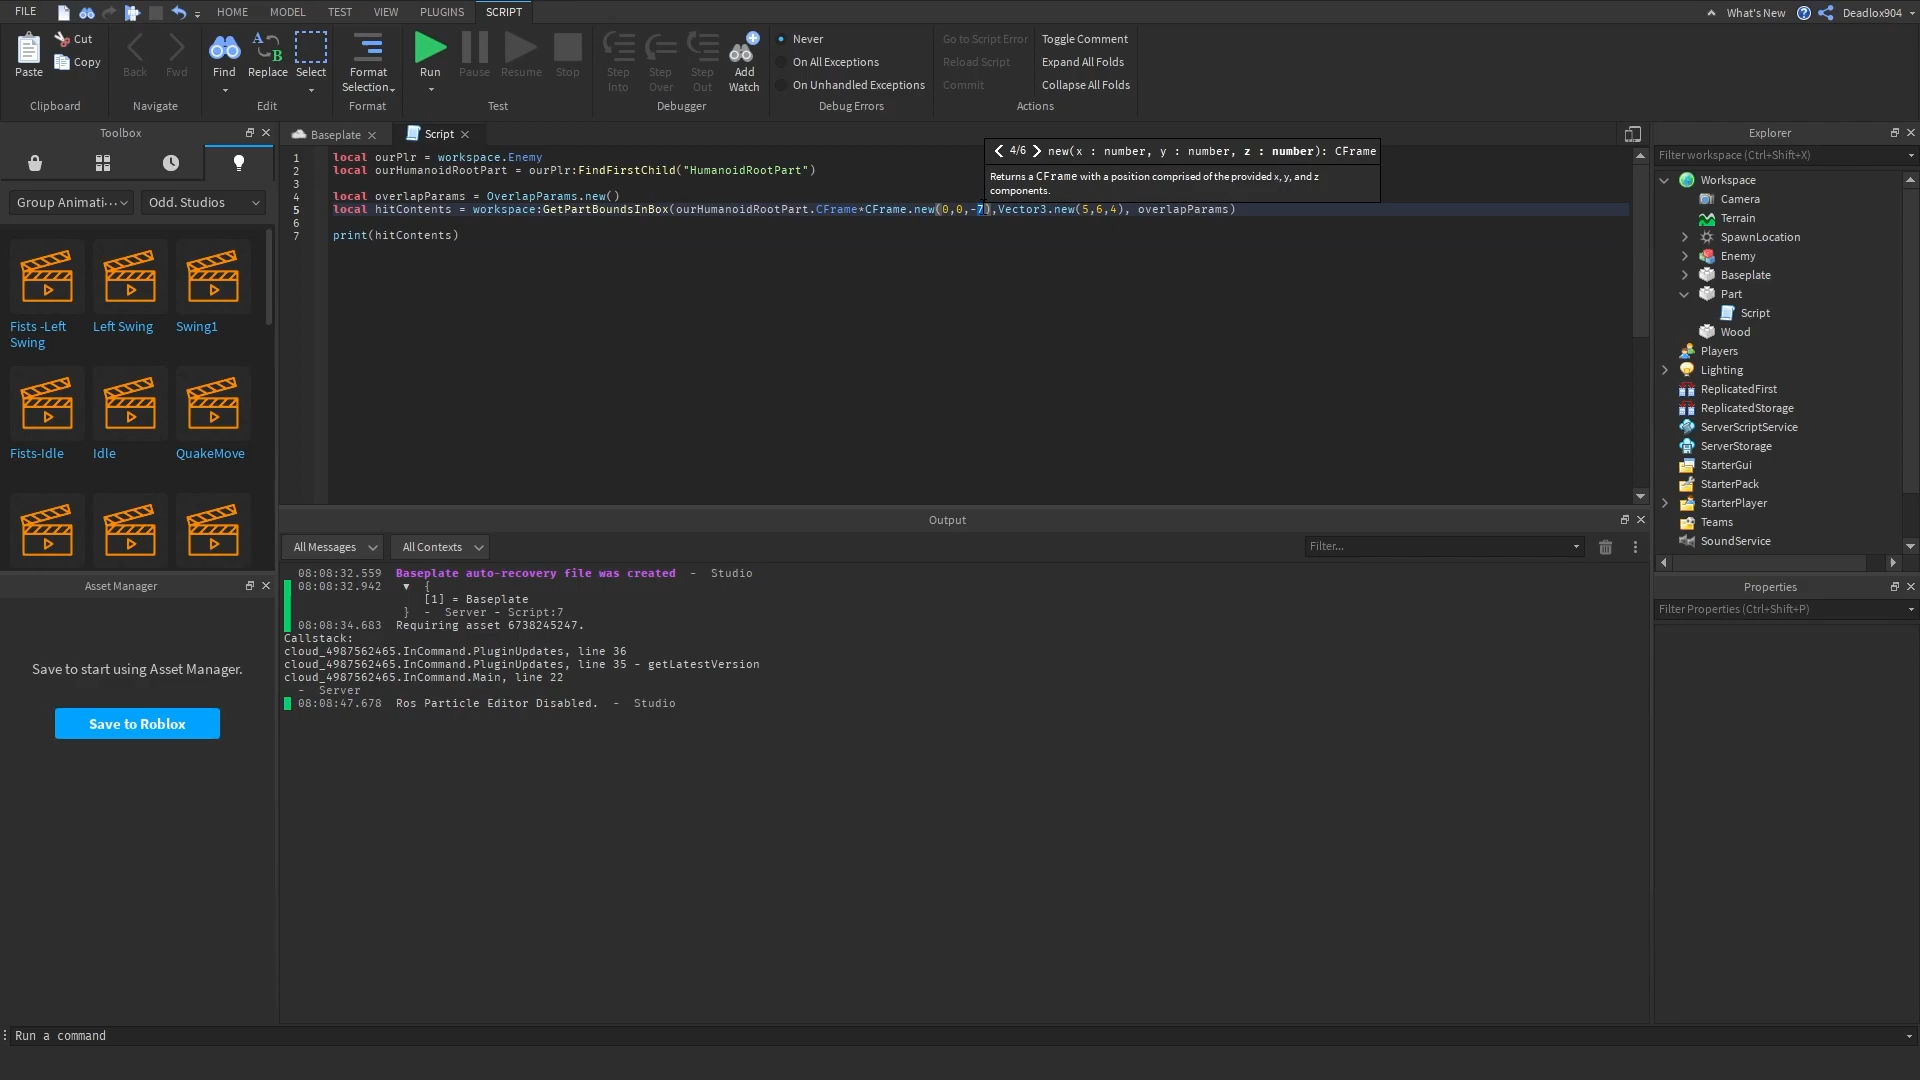 FILE HOME MODEL TEST VIEW PLUGINS SCRIPT What's New Deadlox904
Paste Cut Copy Back Fwd Find Replace Select Format Selection Run Pause Resume Stop Step Into Step Over Step Out Add Watch
Never
On All Exceptions
On Unhandled Exceptions
Go to Script Error
Reload Script
Commit
Toggle Comment
Expand All Folds
Collapse All Folds
Clipboard Navigate Edit Format Test Debugger Debug Errors Actions
Toolbox
Group Animati... Odd. Studios
Fists -Left Swing
Left Swing
Swing1
Fists-Idle
Idle
QuakeMove
Asset Manager
Save to start using Asset Manager.
Save to Roblox
Baseplate Script
1 local ourPlr = workspace.Enemy
2 local ourHumanoidRootPart = ourPlr:FindFirstChild("HumanoidRootPart")
3
4 local overlapParams = OverlapParams.new()
5 local hitContents = workspace:GetPartBoundsInBox(ourHumanoidRootPart.CFrame*CFrame.new(0,0,-7),Vector3.new(5,6,4), overlapParams)
6
7 print(hitContents)
4/6 new(x : number, y : number, z : number): CFrame
Returns a CFrame with a position comprised of the provided x, y, and z
components.
Output
All Messages All Contexts Filter...
08:08:32.559 Baseplate auto-recovery file was created - Studio
08:08:32.942 ▼ {
[1] = Baseplate
} - Server - Script:7
08:08:34.683 Requiring asset 6738245247.
Callstack:
cloud_4987562465.InCommand.PluginUpdates, line 36
cloud_4987562465.InCommand.PluginUpdates, line 35 - getLatestVersion
cloud_4987562465.InCommand.Main, line 22
- Server
08:08:47.678 Ros Particle Editor Disabled. - Studio
Explorer
Filter workspace (Ctrl+Shift+X)
Workspace
Camera
Terrain
SpawnLocation
Enemy
Baseplate
Part
Script
Wood
Players
Lighting
ReplicatedFirst
ReplicatedStorage
ServerScriptService
ServerStorage
StarterGui
StarterPack
StarterPlayer
Teams
SoundService
Properties
Filter Properties (Ctrl+Shift+P)
Run a command